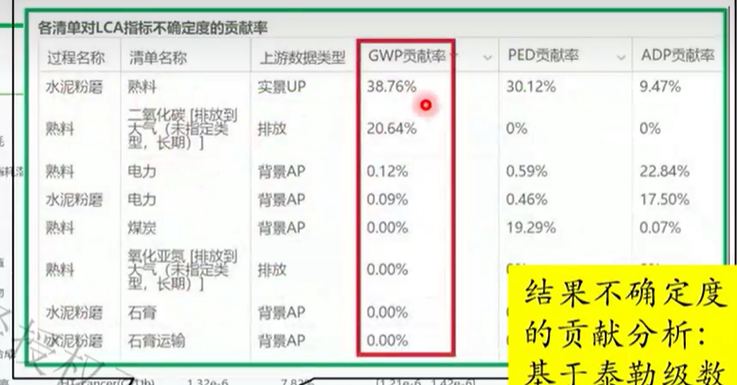 各清单对LCA指标不确定度的贡献率
过程名称 清单名称 上游数据类型 GWP贡献率 PED贡献率 ADP贡献率
水泥粉磨 熟料 实景UP 38.76% 30.12% 9.47%
二氧化碳 [排放到
熟料 大气（未指定类 排放 20.64% 0% 0%
型，长期）]
熟料 电力 背景AP 0.12% 0.59% 22.84%
水泥粉磨 电力 背景AP 0.09% 0.46% 17.50%
熟料 煤炭 背景AP 0.00% 19.29% 0.07%
氧化亚氮 [排放到
熟料 大气（未指定类 排放 0.00%
型，长期）]
水泥粉磨 石膏 背景AP 0.00%
水泥粉磨 石膏运输 背景AP 0.00%
结果不确定度
的贡献分析：
基于泰勒级数
授权
1.32e-6